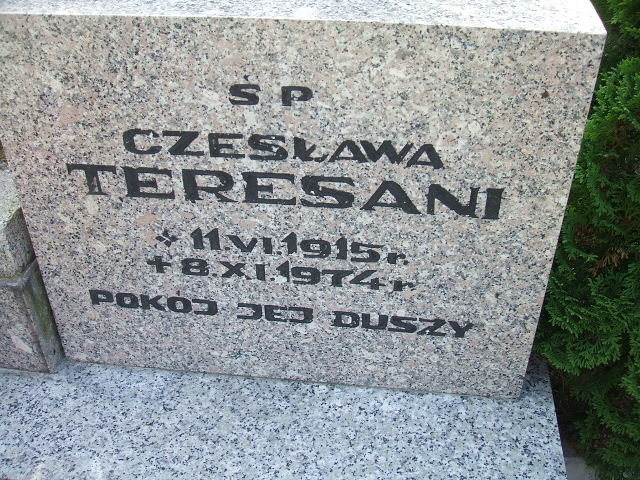 ŚP
CZESŁAWA
TERESANI
* 11 VI.1915 r.
+ 8 XI 1974 r.
POKÓJ JEJ DUSZY